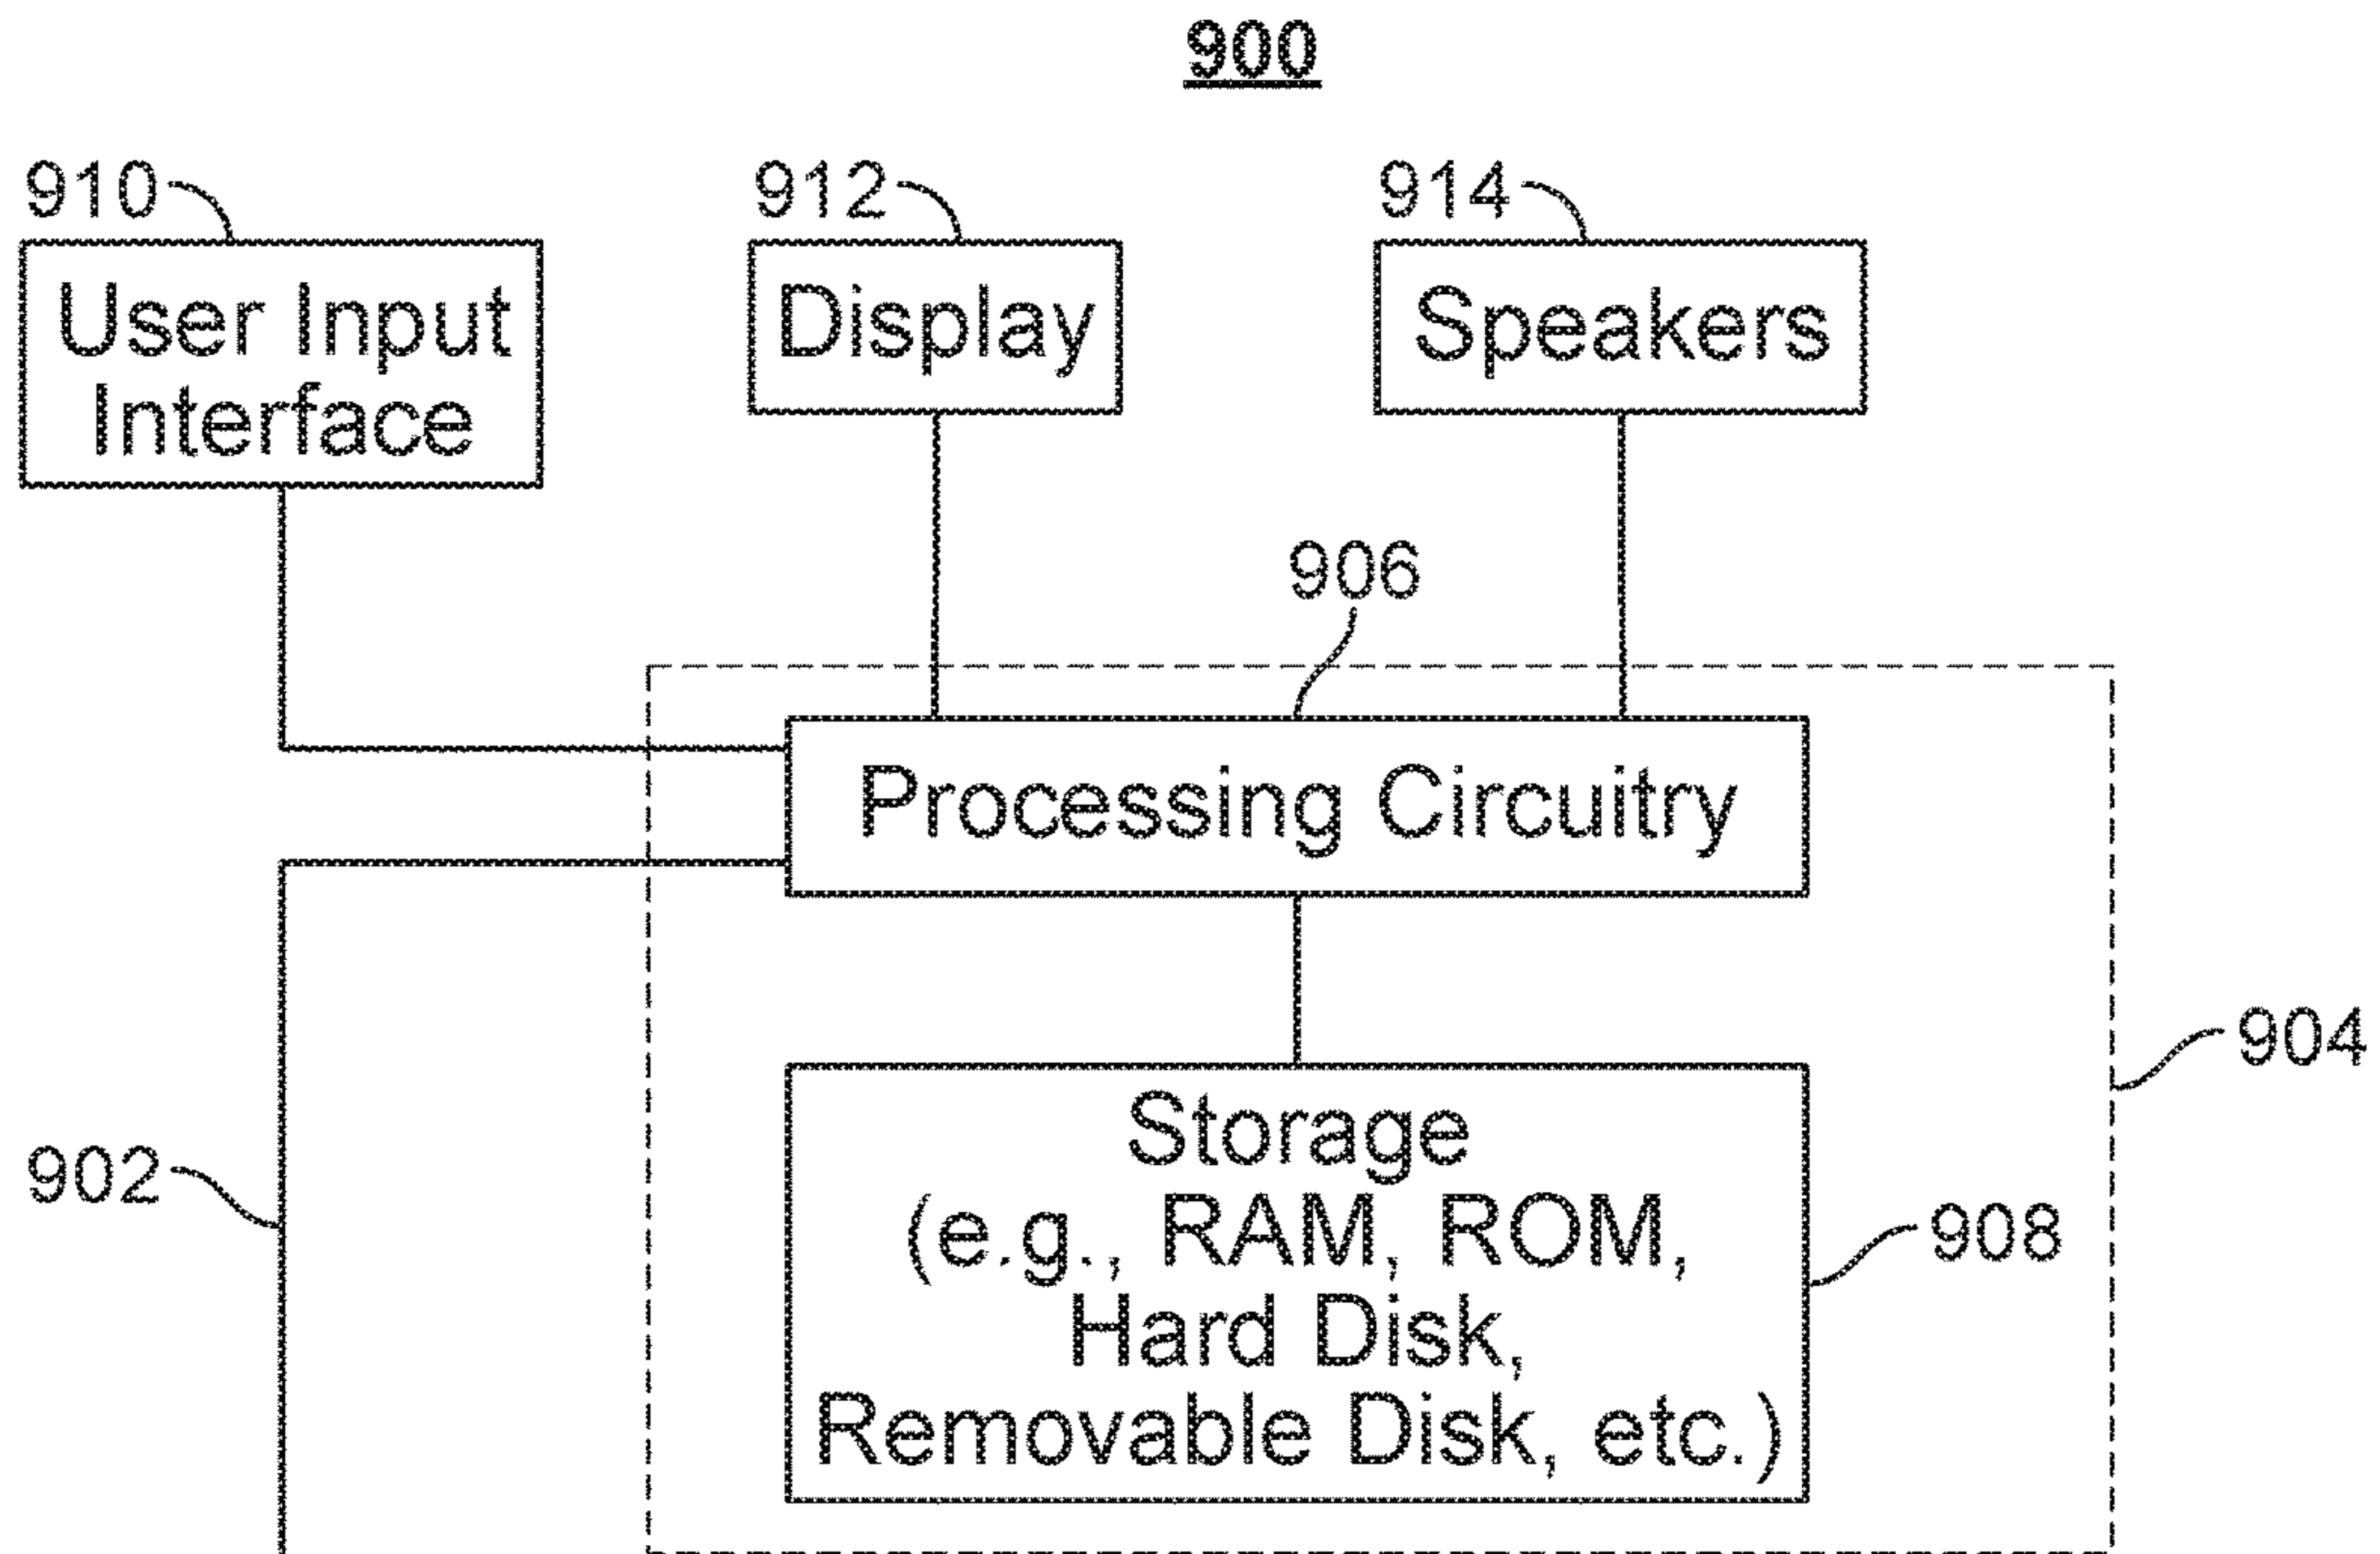 900
910
912
914
User Input
Interface
Display
Speakers
906
Processing Circuitry
904
902
Storage
(e.g., RAM, ROM,
Hard Disk,
Removable Disk, etc.)
908